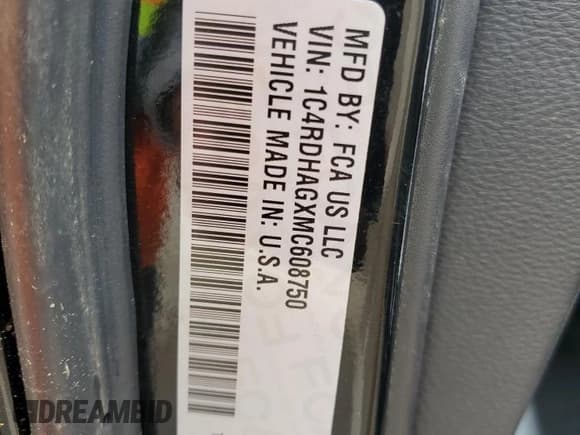 MFD BY: FCA US LLC
VIN: 1C4RDHAGXMC608750
VEHICLE MADE IN: U.S.A.
DREAMBID